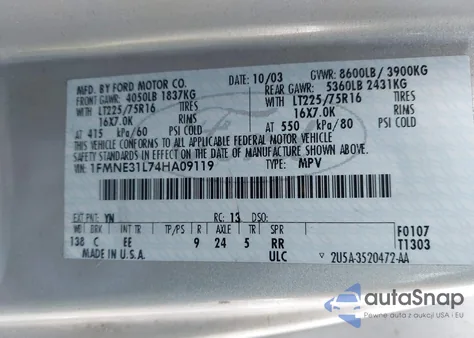 MFD. BY FORD MOTOR CO.
DATE: 10/03
GVWR: 8600LB/ 3900KG
FRONT GAWR: 4050LB 1837KG
REAR GAWR: 5360LB 2431KG
WITH LT225/75R16 TIRES
WITH LT225/75R16 TIRES
16X7.0K RIMS
16X7.0K RIMS
AT 415 kPa/60 PSI COLD
AT 550 kPa/80 PSI COLD
THIS VEHICLE CONFORMS TO ALL APPLICABLE FEDERAL MOTOR VEHICLE
SAFETY STANDARDS IN EFFECT ON THE DATE OF MANUFACTURE SHOWN ABOVE.
VIN: 1FMNE31L74HA09119
TYPE: MPV
EXT PNT: YN RC: 13 DSO:
WB BRK INT TR TP/PS R AXLE TR SPR
138 C EE 9 24 5 RR
F0107
T1303
MADE IN U.S.A.
ULC
▽ 2U5A-3520472-AA
autoSnap
Pewne auta z USA i EU